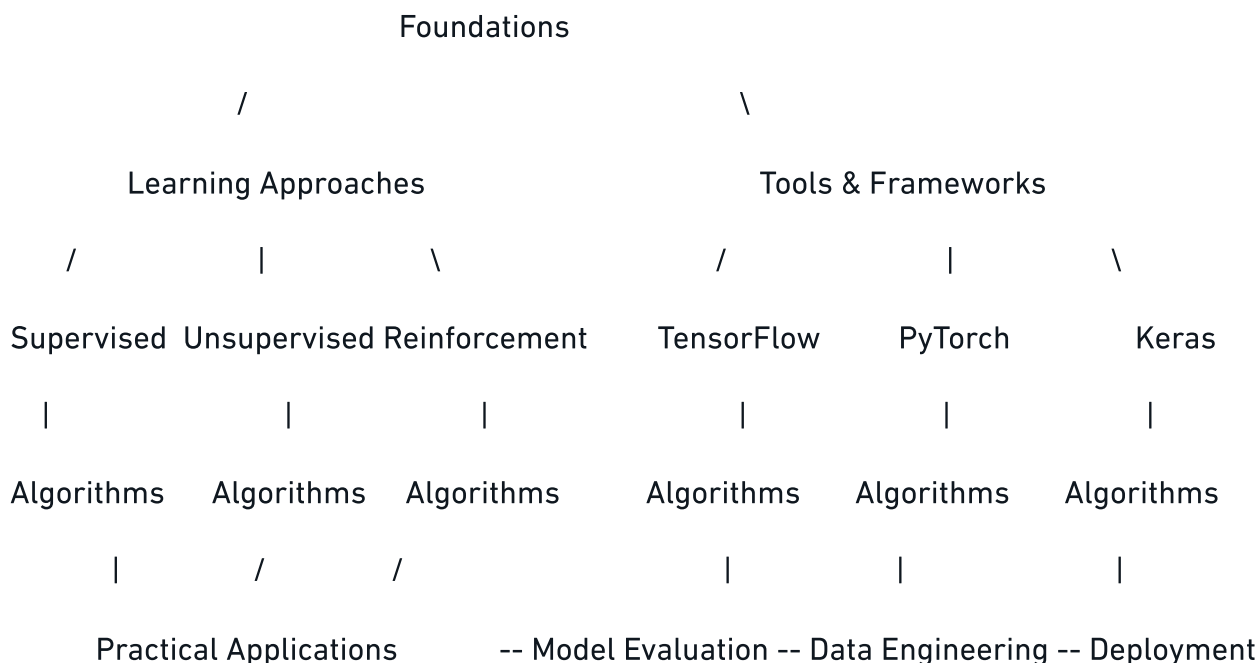 Foundations
/ \
Learning Approaches Tools & Frameworks
/ | \ / | \
Supervised Unsupervised Reinforcement TensorFlow PyTorch Keras
| | | | | |
Algorithms Algorithms Algorithms Algorithms Algorithms Algorithms
| / / | | |
Practical Applications -- Model Evaluation -- Data Engineering -- Deployment